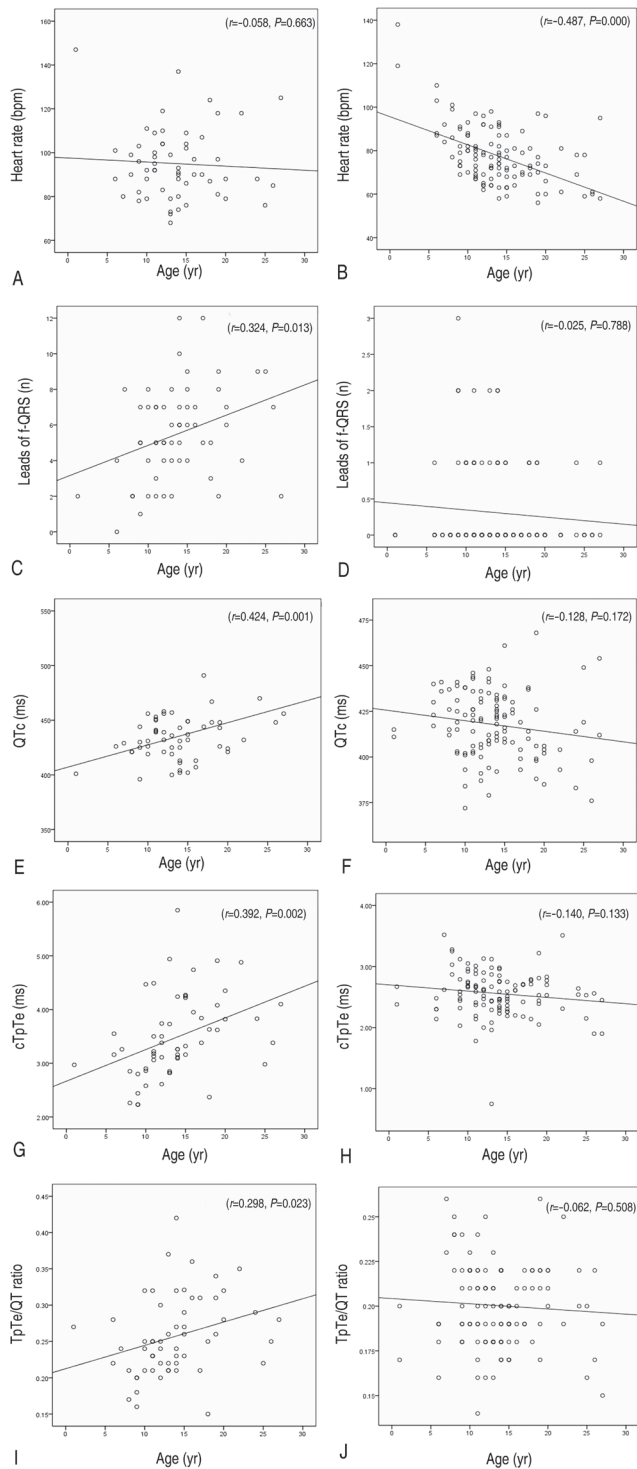 (r=-0.058, P=0.663)
160
140
120
100
80
60
Heart rate (bpm)
0 5 10 15 20 25 30
Age (yr)
A
(r=-0.487, P=0.000)
140
120
100
80
60
40
Heart rate (bpm)
0 5 10 15 20 25 30
Age (yr)
B
(r=0.324, P=0.013)
12
10
8
6
4
2
0
Leads of f-QRS (n)
0 5 10 15 20 25 30
Age (yr)
C
(r=-0.025, P=0.788)
3
2.5
2
1.5
1
0.5
0
Leads of f-QRS (n)
0 5 10 15 20 25 30
Age (yr)
D
(r=0.424, P=0.001)
550
500
450
400
350
QTc (ms)
0 5 10 15 20 25 30
Age (yr)
E
(r=-0.128, P=0.172)
475
450
425
400
375
QTc (ms)
0 5 10 15 20 25 30
Age (yr)
F
(r=0.392, P=0.002)
6.00
5.00
4.00
3.00
2.00
cTpTe (ms)
0 5 10 15 20 25 30
Age (yr)
G
(r=-0.140, P=0.133)
4.00
3.00
2.00
1.00
cTpTe (ms)
0 5 10 15 20 25 30
Age (yr)
H
(r=0.298, P=0.023)
0.45
0.40
0.35
0.30
0.25
0.20
0.15
TpTe/QT ratio
0 5 10 15 20 25 30
Age (yr)
I
(r=-0.062, P=0.508)
0.25
0.225
0.20
0.175
0.15
TpTe/QT ratio
0 5 10 15 20 25 30
Age (yr)
J